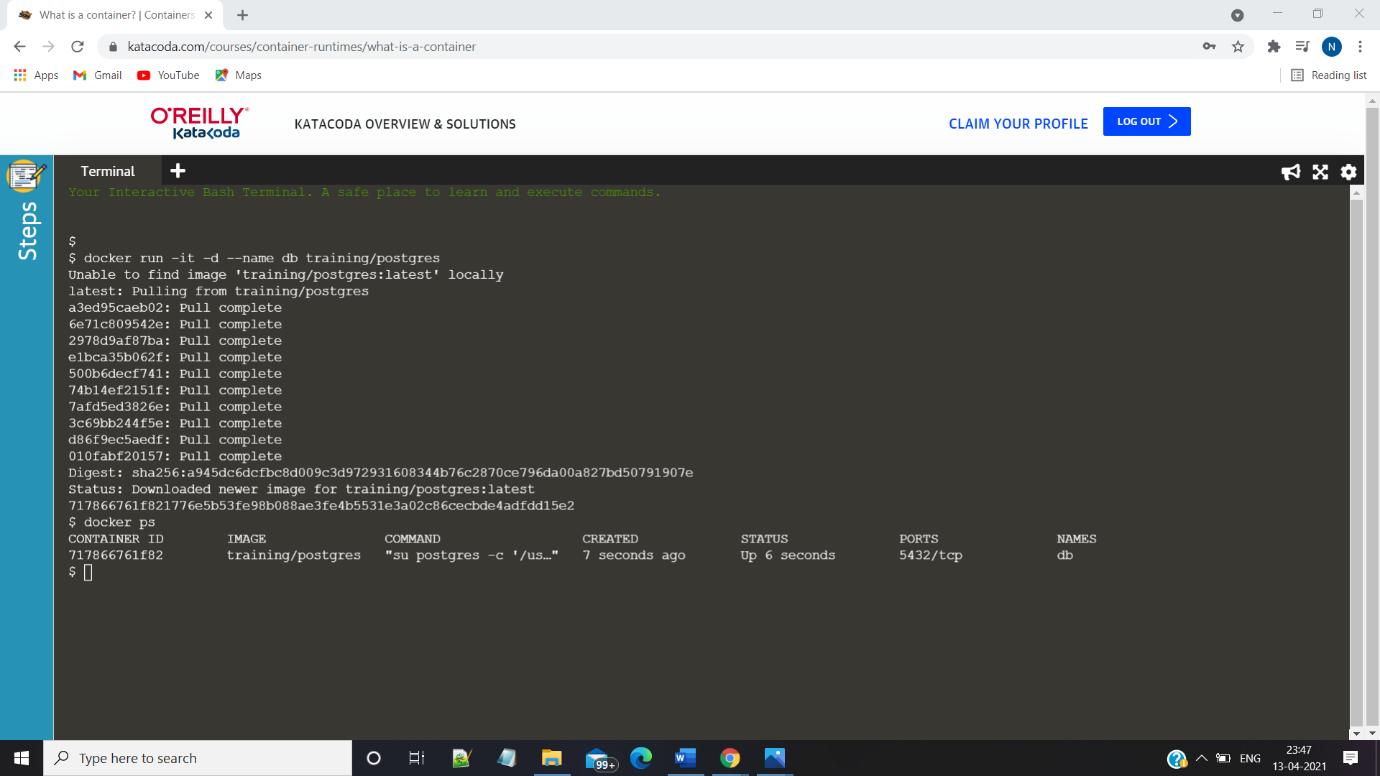 What is a container? | Containers
katacoda.com/courses/container-runtimes/what-is-a-container
N
Apps
Gmail
YouTube
Maps
Reading list
O'REILLY
Katacoda
KATACODA OVERVIEW & SOLUTIONS
CLAIM YOUR PROFILE
LOG OUT
Steps
Terminal
Your Interactive Bash Terminal. A safe place to learn and execute commands.
$
$ docker run -it -d --name db training/postgres
Unable to find image 'training/postgres:latest' locally
latest: Pulling from training/postgres
a3ed95caeb02: Pull complete
6e71c809542e: Pull complete
2978d9af87ba: Pull complete
e1bca35b062f: Pull complete
500b6decf741: Pull complete
74b14ef2151f: Pull complete
7afd5ed3826e: Pull complete
3c69bb244f5e: Pull complete
d86f9ec5aedf: Pull complete
010fabf20157: Pull complete
Digest: sha256:a945dc6dcfbc8d009c3d972931608344b76c2870ce796da00a827bd50791907e
Status: Downloaded newer image for training/postgres:latest
717866761f821776e5b53fe98b088ae3fe4b5531e3a02c86cecbde4adfdd15e2
$ docker ps
CONTAINER ID IMAGE COMMAND CREATED STATUS PORTS NAMES
717866761f82 training/postgres "su postgres -c '/us…" 7 seconds ago Up 6 seconds 5432/tcp db
$
Type here to search
99+
W
ENG
23:47
13-04-2021